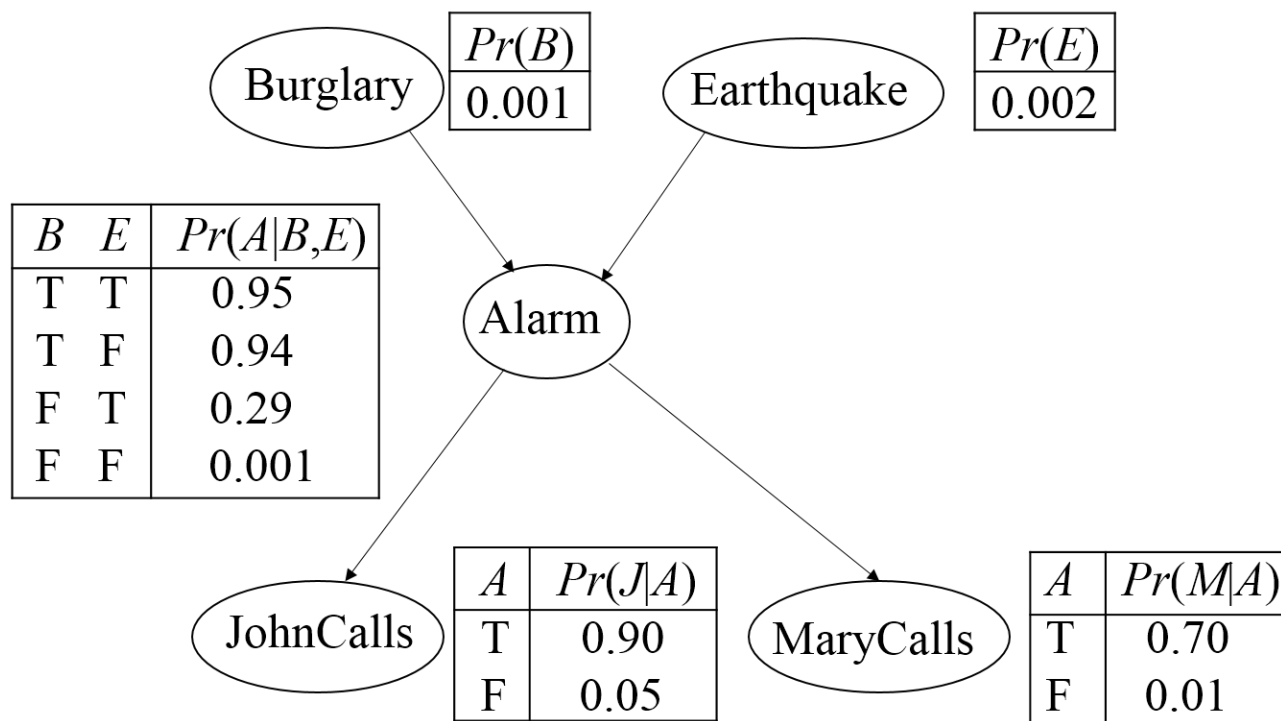 Burglary
Pr(B)
0.001
Earthquake
Pr(E)
0.002
B E Pr(A|B,E)
T T 0.95
T F 0.94
F T 0.29
F F 0.001
Alarm
JohnCalls
A Pr(J|A)
T 0.90
F 0.05
MaryCalls
A Pr(M|A)
T 0.70
F 0.01